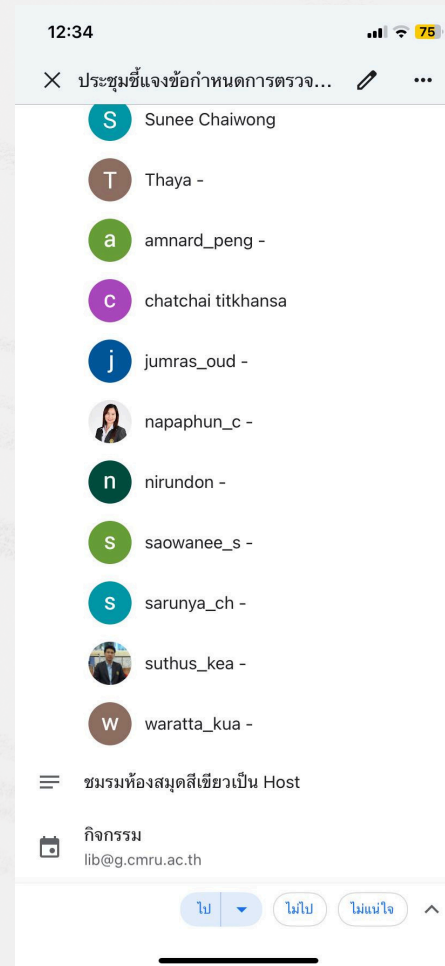 12:34
75
ประชุมชี้แจงข้อกำหนดการตรวจ...
S Sunee Chaiwong
T Thaya -
a amnard_peng -
c chatchai titkhansa
j jumras_oud -
napaphun_c -
n nirundon -
s saowanee_s -
s sarunya_ch -
suthus_kea -
w waratta_kua -
ชมรมห้องสมุดสีเขียวเป็น Host
กิจกรรม
lib@g.cmru.ac.th
ไป ไม่ไป ไม่แน่ใจ